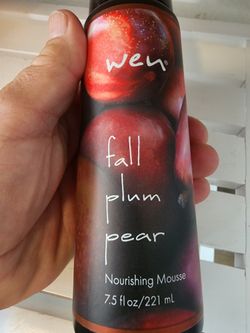 wen®
fall
plum
pear
Nourishing Mousse
7.5 fl oz/221 mL